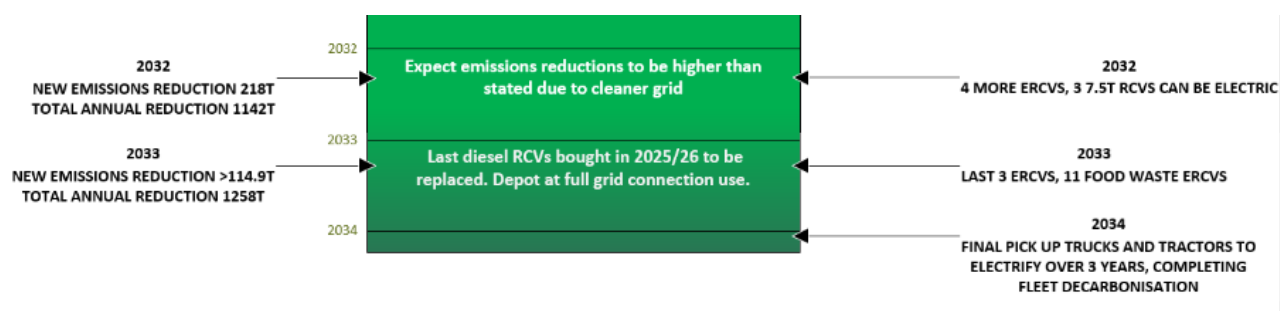 2032
2032
NEW EMISSIONS REDUCTION 218T
TOTAL ANNUAL REDUCTION 1142T
Expect emissions reductions to be higher than
stated due to cleaner grid
2032
4 MORE ERCVS, 3 7.5T RCVS CAN BE ELECTRIC
2033
2033
NEW EMISSIONS REDUCTION >114.9T
TOTAL ANNUAL REDUCTION 1258T
Last diesel RCVs bought in 2025/26 to be
replaced. Depot at full grid connection use.
2033
LAST 3 ERCVS, 11 FOOD WASTE ERCVS
2034
2034
FINAL PICK UP TRUCKS AND TRACTORS TO
ELECTRIFY OVER 3 YEARS, COMPLETING
FLEET DECARBONISATION